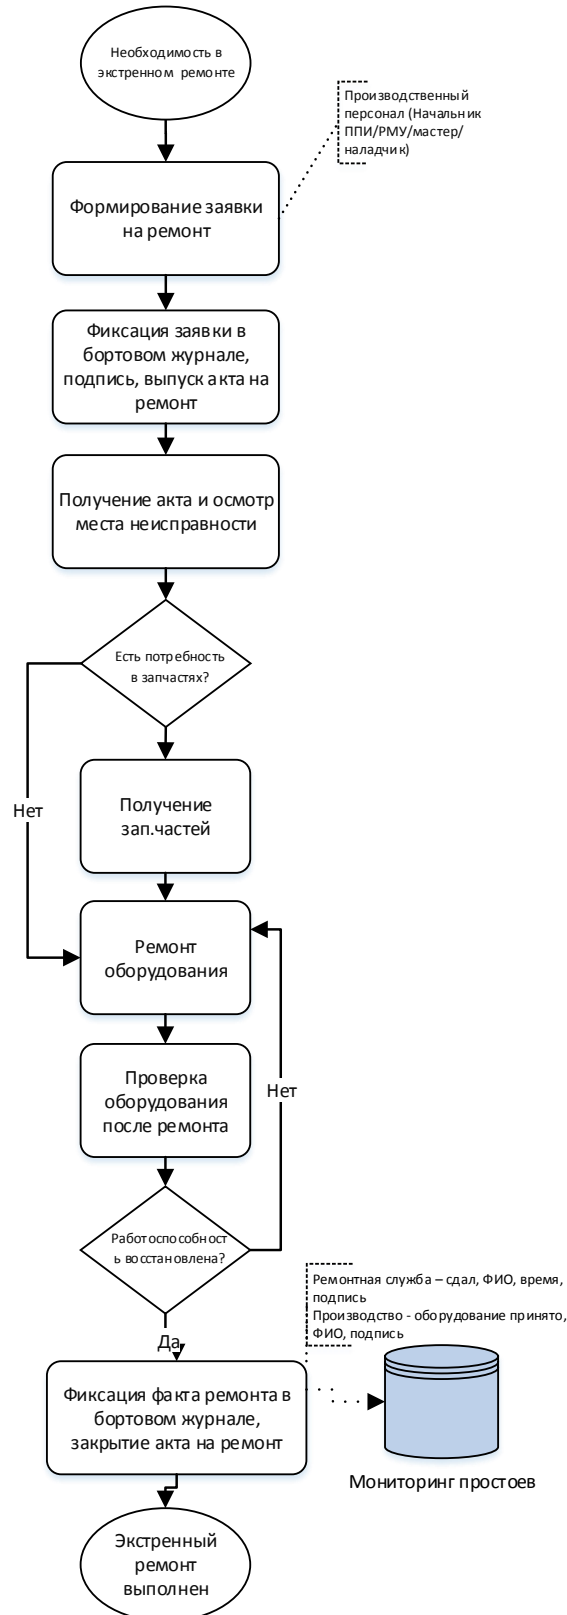 Необходимость в
экстренном ремонте
Производственный
персонал (Начальник
ППИ/РМУ/мастер/
наладчик)
Формирование заявки
на ремонт
Фиксация заявки в
бортовом журнале,
подпись, выпуск акта на
ремонт
Получение акта и осмотр
места неисправности
Есть потребность
в запчастях?
Нет
Получение
зап.частей
Ремонт
оборудования
Проверка
оборудования
после ремонта
Нет
Работоспособност
ь восстановлена?
Да
Ремонтная служба – сдал, ФИО, время,
подпись
Производство - оборудование принято,
ФИО, подпись
Фиксация факта ремонта в
бортовом журнале,
закрытие акта на ремонт
Мониторинг простоев
Экстренный
ремонт
выполнен